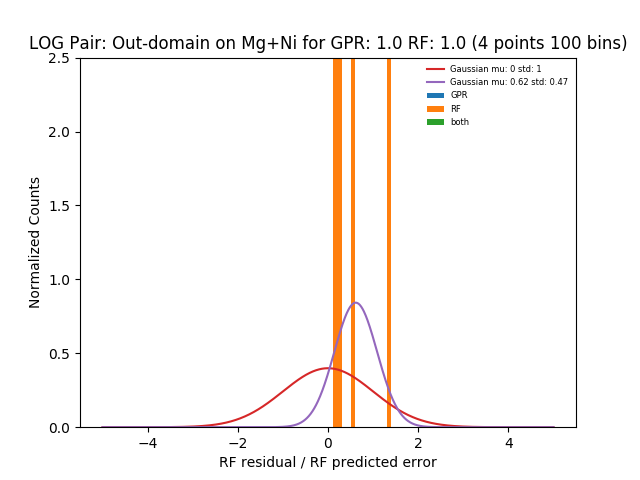 LOG Pair: Out-domain on Mg+Ni for GPR: 1.0 RF: 1.0 (4 points 100 bins)
Gaussian mu: 0 std: 1
Gaussian mu: 0.62 std: 0.47
GPR
RF
both
Normalized Counts
2.5
2.0
1.5
1.0
0.5
0.0
−4 −2 0 2 4
RF residual / RF predicted error